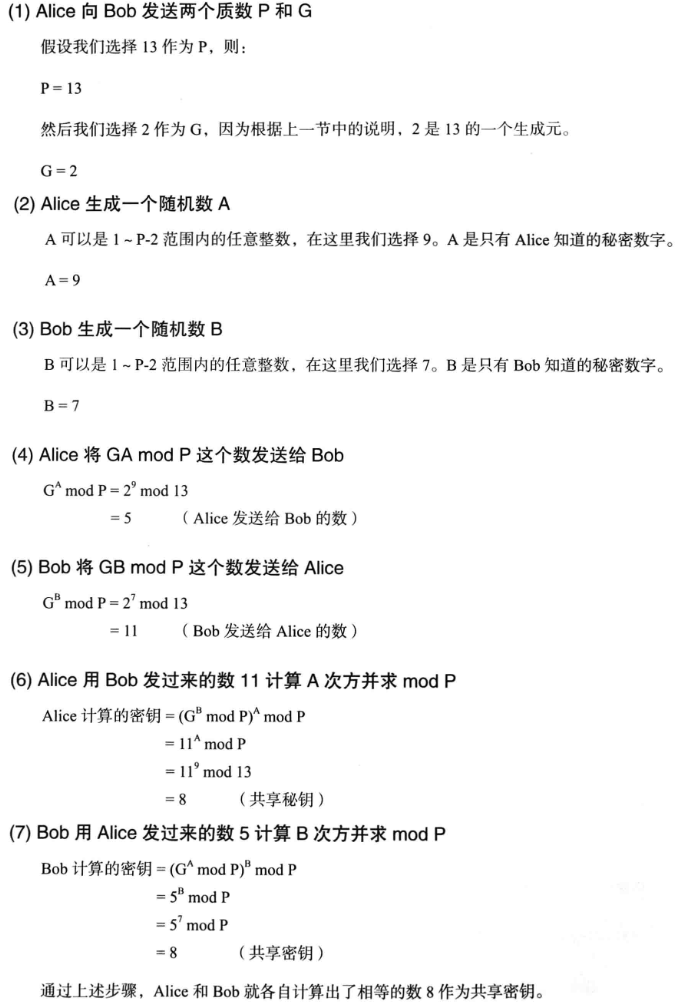 (1) Alice 向 Bob 发送两个质数 P 和 G
假设我们选择 13 作为 P，则：
P = 13
然后我们选择 2 作为 G，因为根据上一节中的说明，2 是 13 的一个生成元。
G = 2
(2) Alice 生成一个随机数 A
A 可以是 1 ~ P-2 范围内的任意整数，在这里我们选择 9。A 是只有 Alice 知道的秘密数字。
A = 9
(3) Bob 生成一个随机数 B
B 可以是 1 ~ P-2 范围内的任意整数，在这里我们选择 7。B 是只有 Bob 知道的秘密数字。
B = 7
(4) Alice 将 GA mod P 这个数发送给 Bob
Gᴬ mod P = 2⁹ mod 13
= 5 （ Alice 发送给 Bob 的数 ）
(5) Bob 将 GB mod P 这个数发送给 Alice
Gᴮ mod P = 2⁷ mod 13
= 11 （ Bob 发送给 Alice 的数 ）
(6) Alice 用 Bob 发过来的数 11 计算 A 次方并求 mod P
Alice 计算的密钥 = (Gᴮ mod P)ᴬ mod P
= 11ᴬ mod P
= 11⁹ mod 13
= 8 （ 共享秘钥 ）
(7) Bob 用 Alice 发过来的数 5 计算 B 次方并求 mod P
Bob 计算的密钥 = (Gᴬ mod P)ᴮ mod P
= 5ᴮ mod P
= 5⁷ mod P
= 8 （ 共享密钥 ）
通过上述步骤，Alice 和 Bob 就各自计算出了相等的数 8 作为共享密钥。